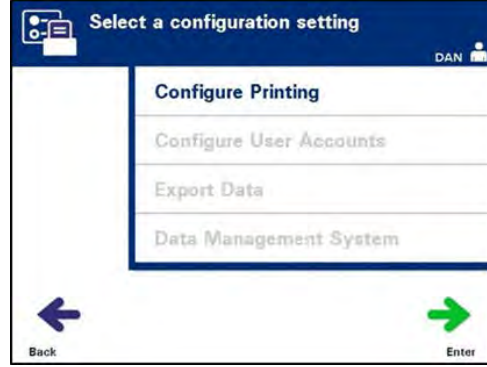 Select a configuration setting
DAN
Configure Printing
Configure User Accounts
Export Data
Data Management System
Back
Enter